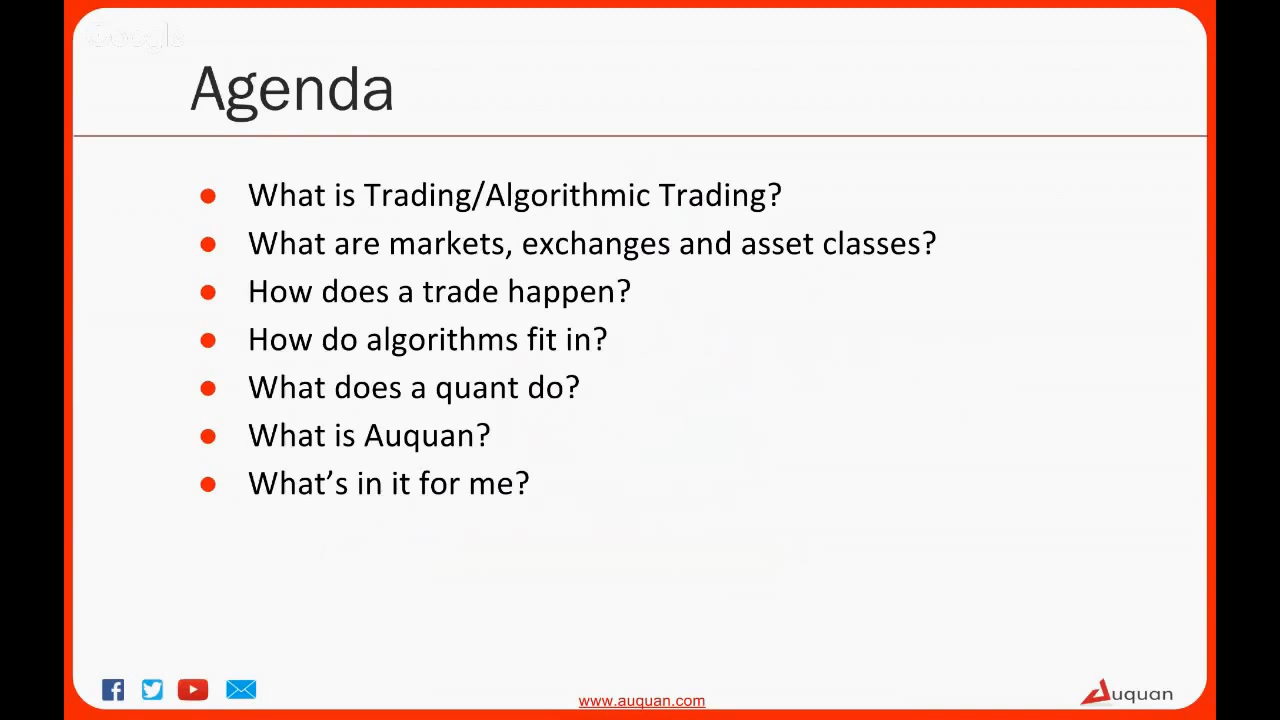 Google
Agenda
● What is Trading/Algorithmic Trading?
● What are markets, exchanges and asset classes?
● How does a trade happen?
● How do algorithms fit in?
● What does a quant do?
● What is Auquan?
● What’s in it for me?
www.auquan.com
Auquan